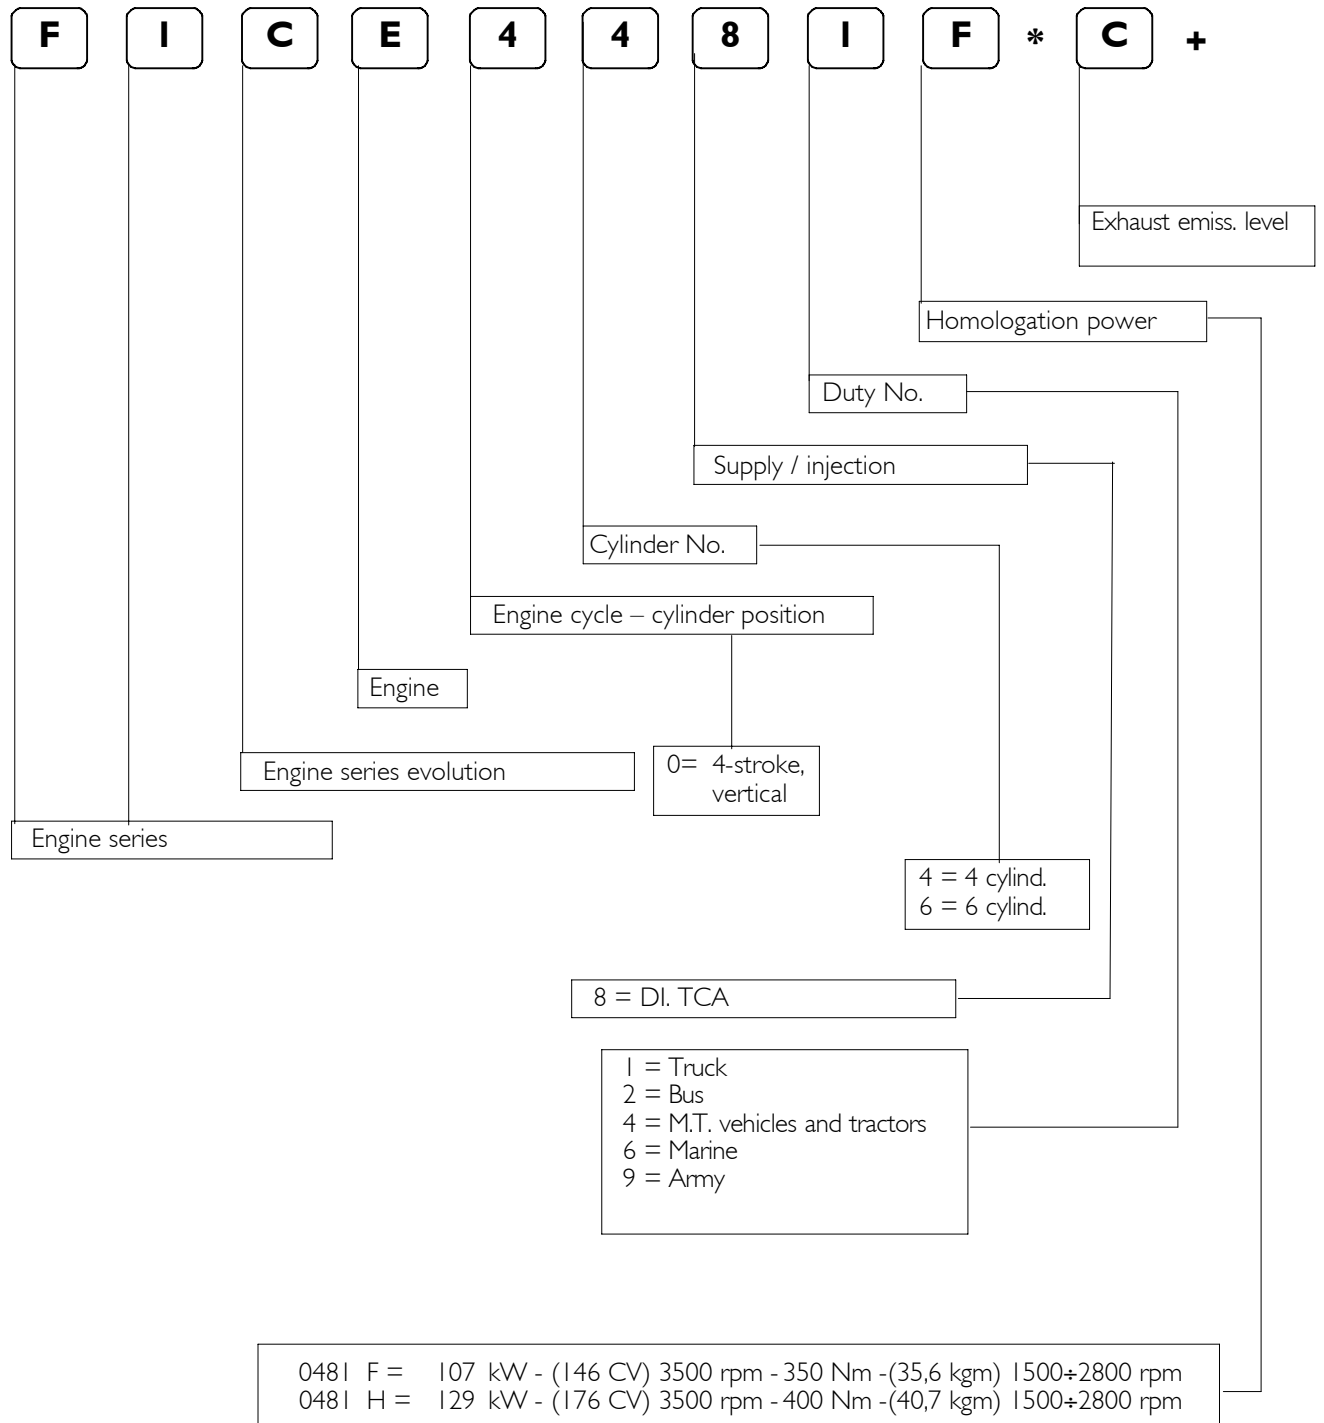 F 1 C E 4 4 8 1 F * C +
Exhaust emiss. level
Homologation power
Duty No.
Supply / injection
Cylinder No.
Engine cycle – cylinder position
Engine
0= 4-stroke,
vertical
Engine series evolution
Engine series
4 = 4 cylind.
6 = 6 cylind.
8 = DI. TCA
1 = Truck
2 = Bus
4 = M.T. vehicles and tractors
6 = Marine
9 = Army
0481 F = 107 kW - (146 CV) 3500 rpm - 350 Nm -(35,6 kgm) 1500÷2800 rpm
0481 H = 129 kW - (176 CV) 3500 rpm - 400 Nm -(40,7 kgm) 1500÷2800 rpm